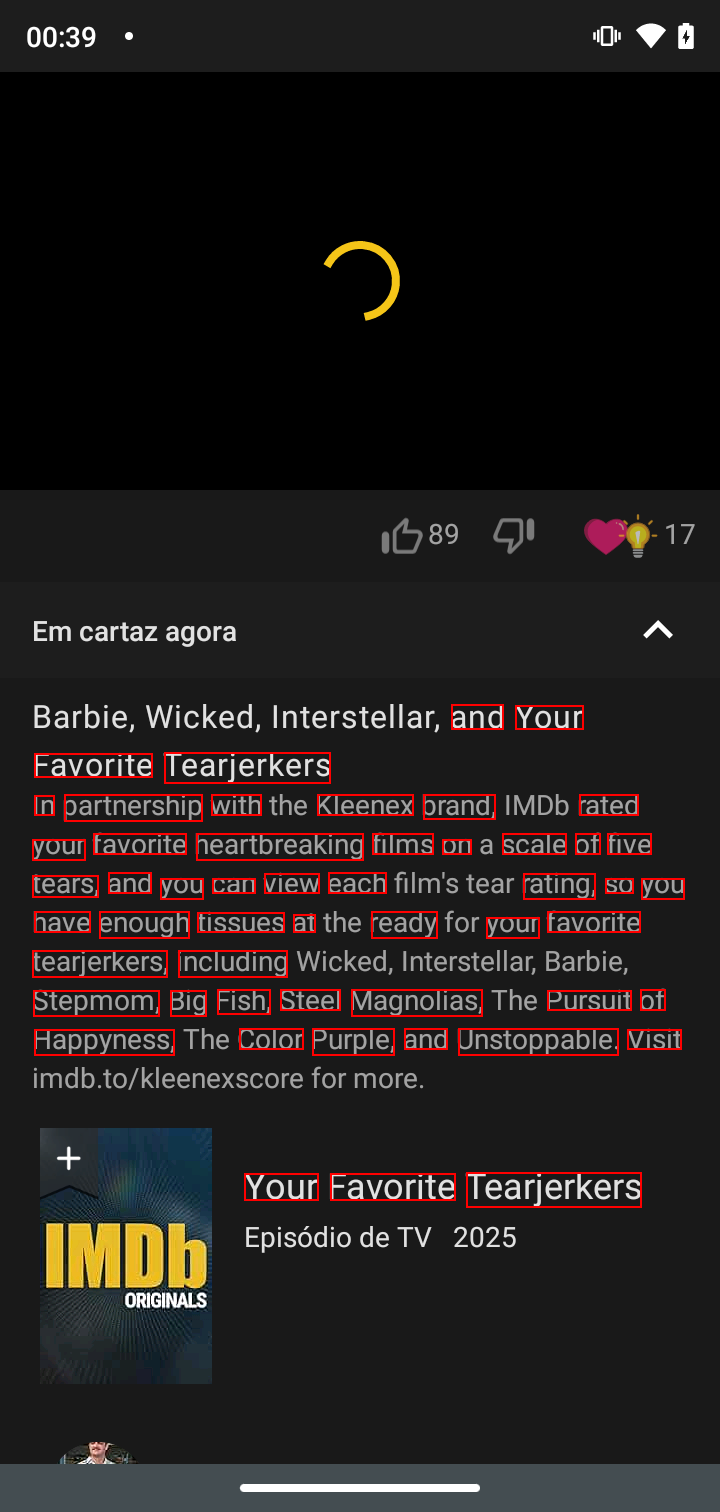 00:39
89
17
Em cartaz agora
Barbie, Wicked, Interstellar, and Your
Favorite Tearjerkers
In partnership with the Kleenex brand, IMDb rated
your favorite heartbreaking films on a scale of five
tears, and you can view each film's tear rating, so you
have enough tissues at the ready for your favorite
tearjerkers, including Wicked, Interstellar, Barbie,
Stepmom, Big Fish, Steel Magnolias, The Pursuit of
Happyness, The Color Purple, and Unstoppable. Visit
imdb.to/kleenexscore for more.
IMDb
ORIGINALS
Your Favorite Tearjerkers
Episódio de TV 2025